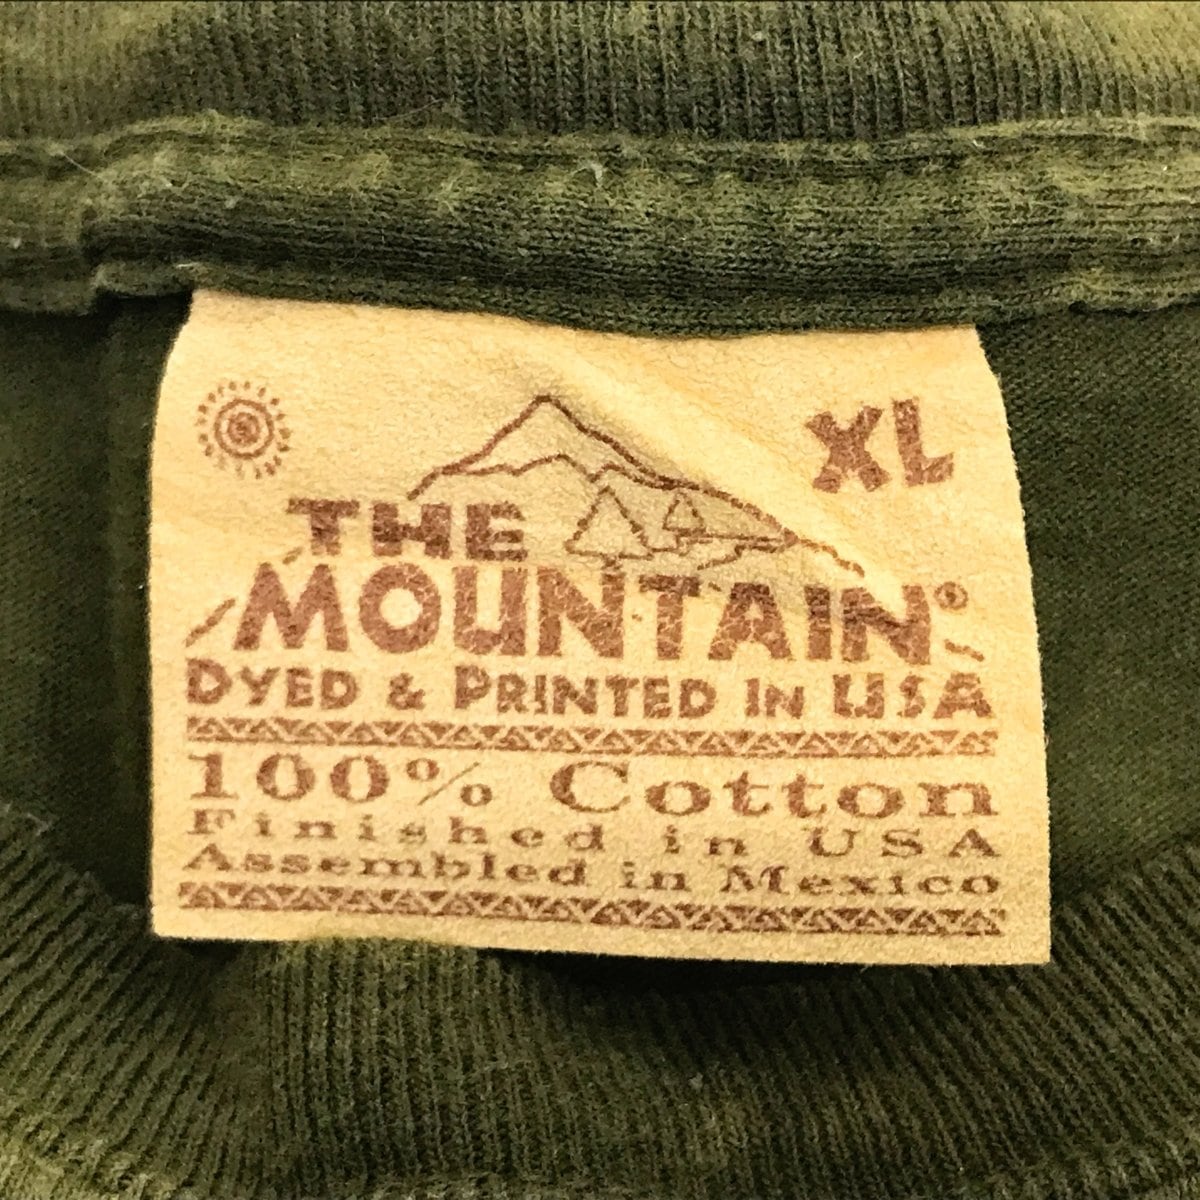 XL
THE
MOUNTAIN®
DYED & PRINTED IN USA
100% Cotton
Finished in USA
Assembled in Mexico